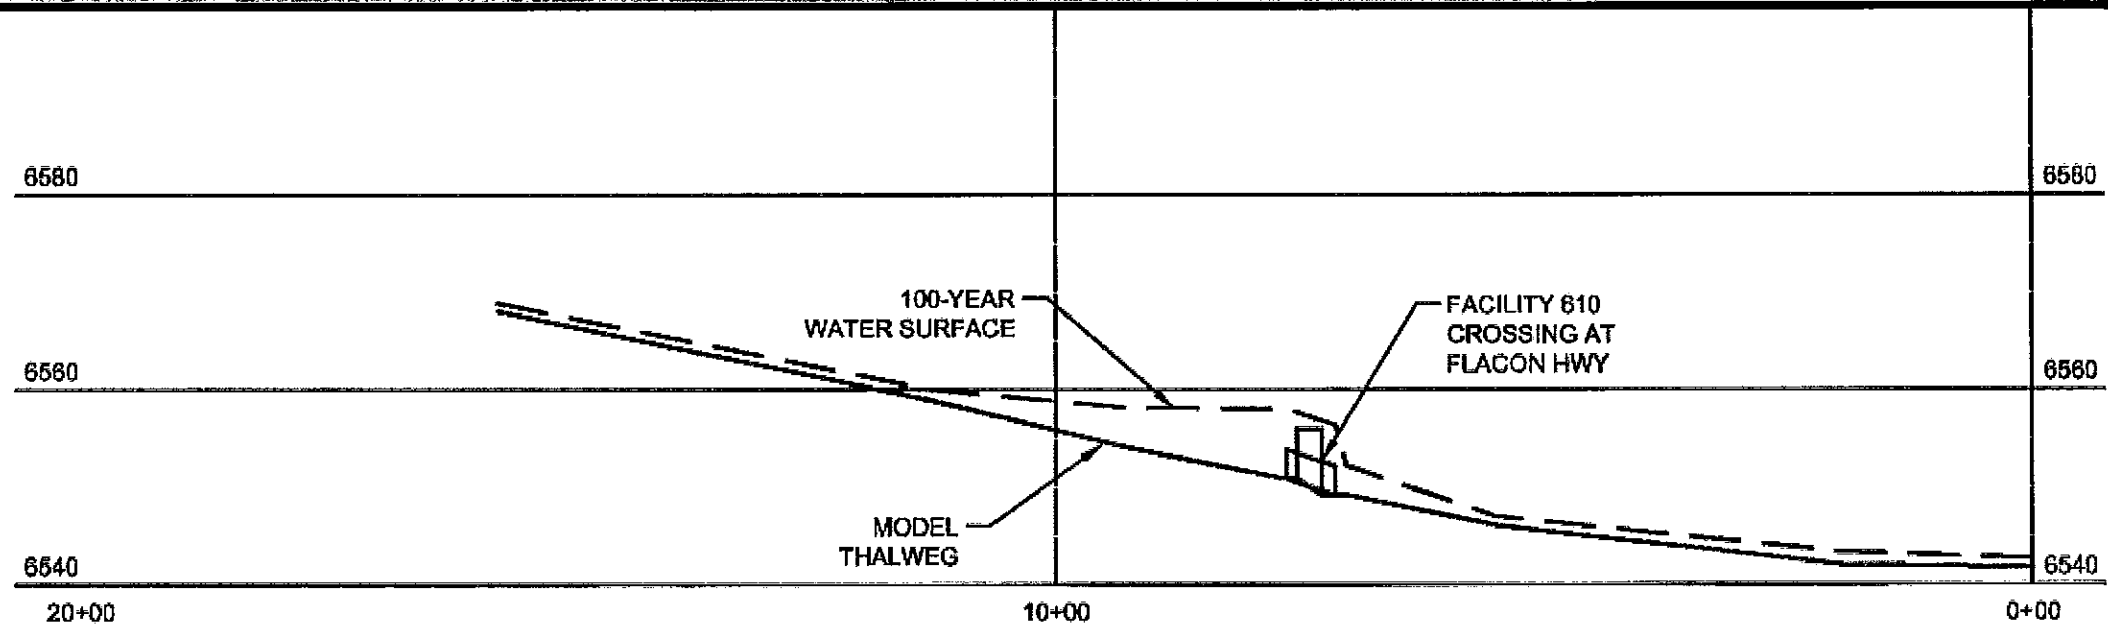 6580
6580
100-YEAR
WATER SURFACE
FACILITY 610
CROSSING AT
FLACON HWY
6560
6560
MODEL
THALWEG
6540
6540
20+00
10+00
0+00